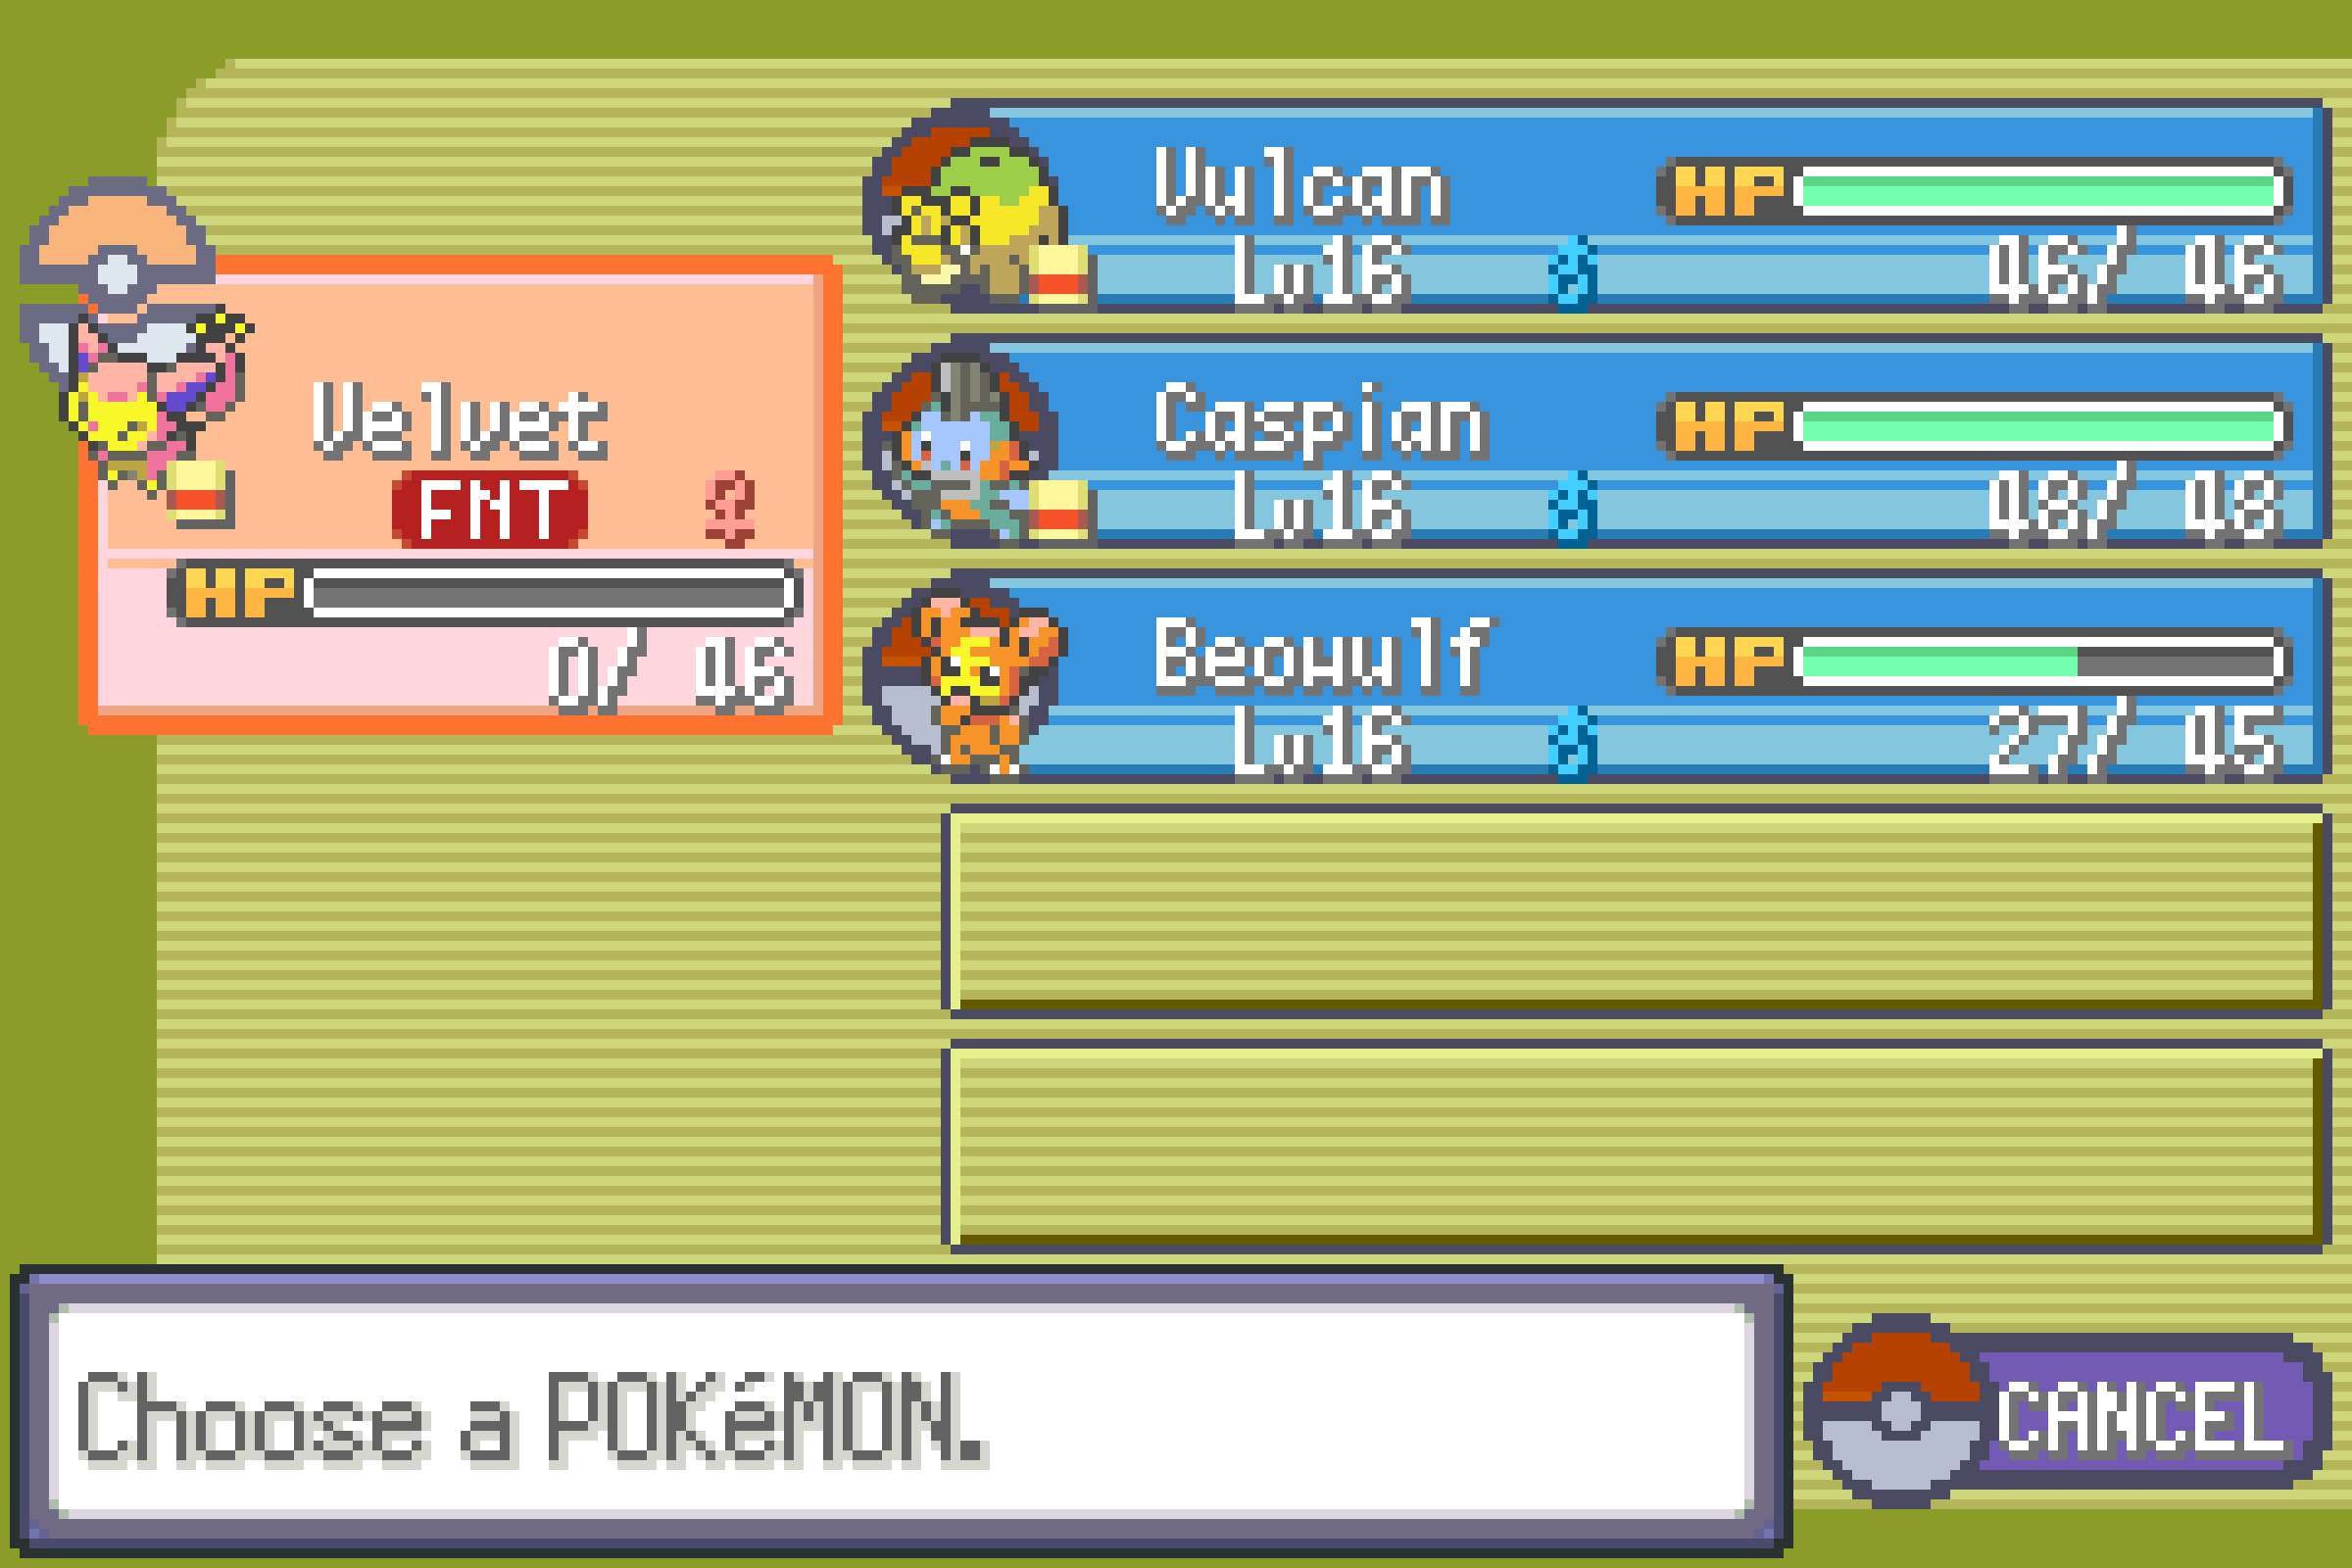 Velvet
FNT ♀
HP
0/ 46
Vulcan HP
Lv16 ♂ 46/ 46
Caspian HP
Lv16 ♂ 48/ 48
Beowulf HP
Lv16 ♂ 27/ 45
Choose a POKéMON.
CANCEL